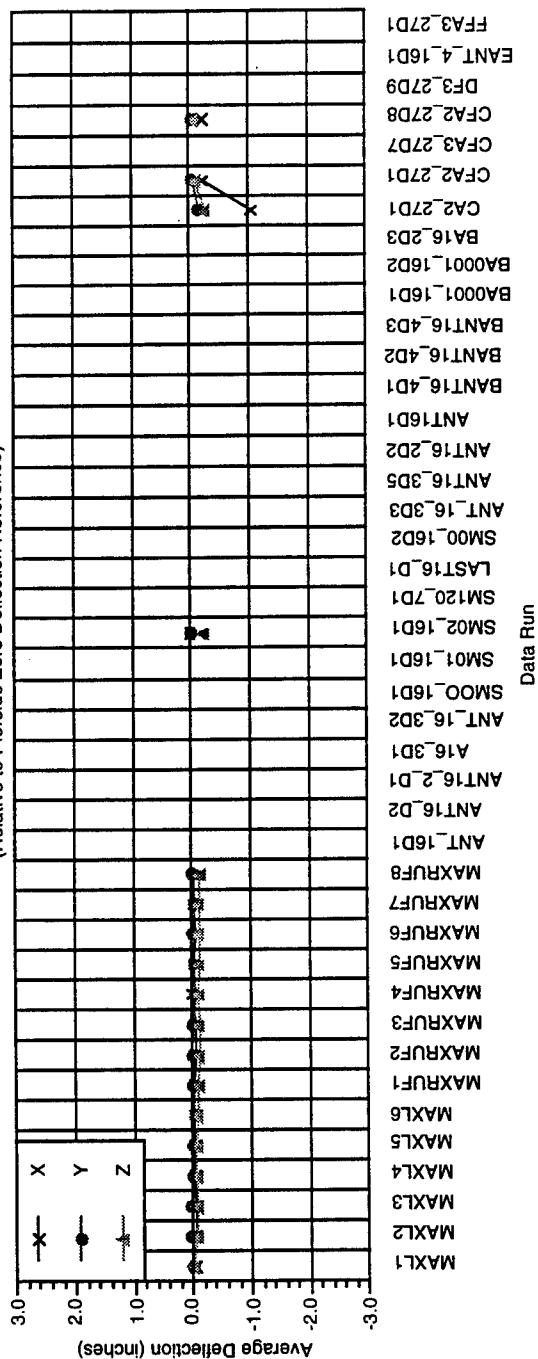 (Relative to Floroide Zero Deflection Reference)
X
Y
Z
Average Deflection (inches)
3.0
2.0
1.0
0.0
-1.0
-2.0
-3.0
MAXL1
MAXL2
MAXL3
MAXL4
MAXL5
MAXL6
MAXRUF1
MAXRUF2
MAXRUF3
MAXRUF4
MAXRUF5
MAXRUF6
MAXRUF7
MAXRUF8
ANT_16D1
ANT16_D2
ANT16_2_D1
A16_3D1
ANT_16_3D2
SMOO_16D1
SM01_16D1
SM02_16D1
SM120_7D1
LAST16_D1
SM00_16D2
ANT_16_3D3
ANT16_3D5
ANT16_2D2
ANT16D1
BANT16_4D1
BANT16_4D2
BANT16_4D3
BA0001_16D1
BA0001_16D2
BA16_2D3
CA2_27D1
CFA2_27D1
CFA3_27D7
CFA2_27D8
DF3_27D9
EANT_4_16D1
FFA3_27D1
Data Run